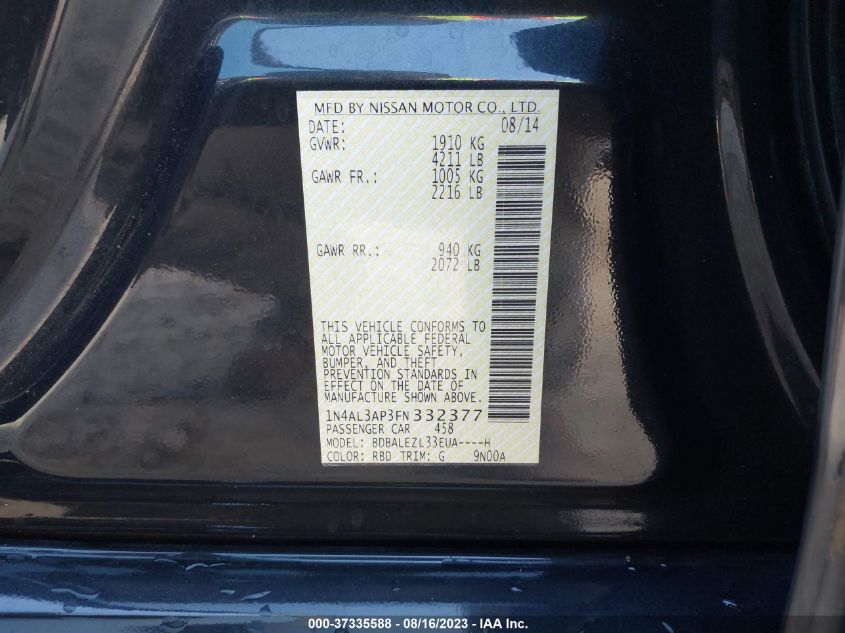 MFD BY NISSAN MOTOR CO., LTD.
DATE: 08/14
GVWR: 1910 KG
4211 LB
GAWR FR.: 1005 KG
2216 LB
GAWR RR.: 940 KG
2072 LB
THIS VEHICLE CONFORMS TO
ALL APPLICABLE FEDERAL
MOTOR VEHICLE SAFETY,
BUMPER, AND THEFT
PREVENTION STANDARDS IN
EFFECT ON THE DATE OF
MANUFACTURE SHOWN ABOVE.
1N4AL3AP3FN332377
PASSENGER CAR 458
MODEL: BDBALEZL33EUA----H
COLOR: RBD TRIM: G 9N00A
000-37335588 - 08/16/2023 - IAA Inc.